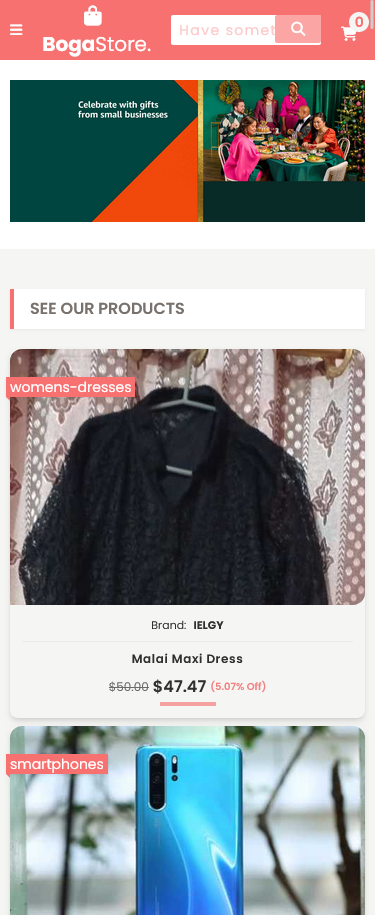 BogaStore.
Have somet
0
Celebrate with gifts
from small businesses
SEE OUR PRODUCTS
womens-dresses
Brand: IELGY
Malai Maxi Dress
$50.00 $47.47 (5.07% Off)
smartphones